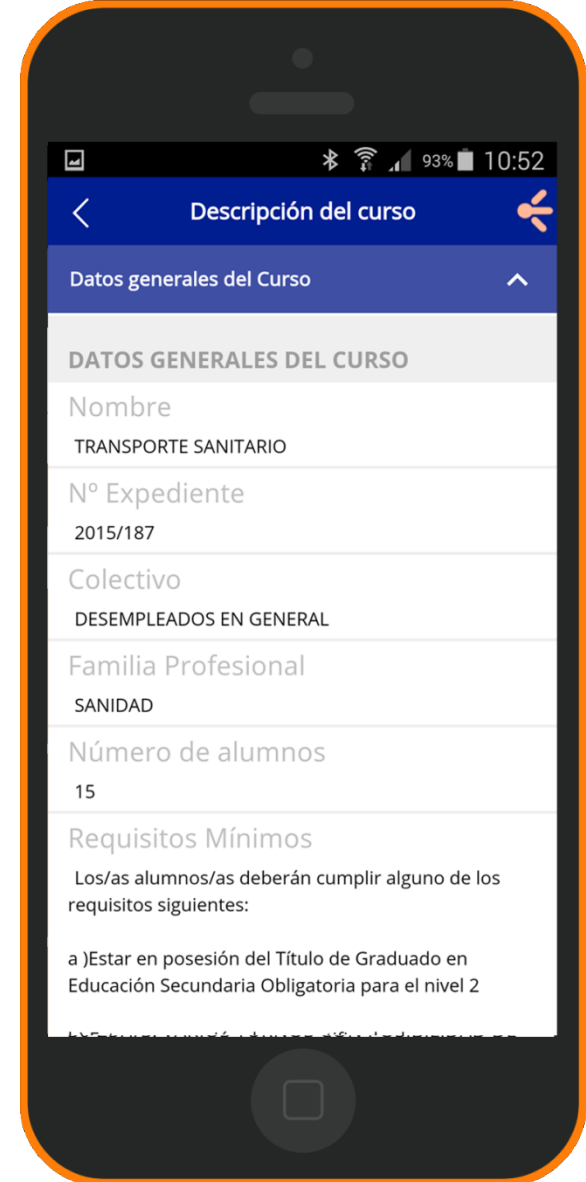 93% 10:52
Descripción del curso
Datos generales del Curso
DATOS GENERALES DEL CURSO
Nombre
TRANSPORTE SANITARIO
Nº Expediente
2015/187
Colectivo
DESEMPLEADOS EN GENERAL
Familia Profesional
SANIDAD
Número de alumnos
15
Requisitos Mínimos
Los/as alumnos/as deberán cumplir alguno de los
requisitos siguientes:
a )Estar en posesión del Título de Graduado en
Educación Secundaria Obligatoria para el nivel 2